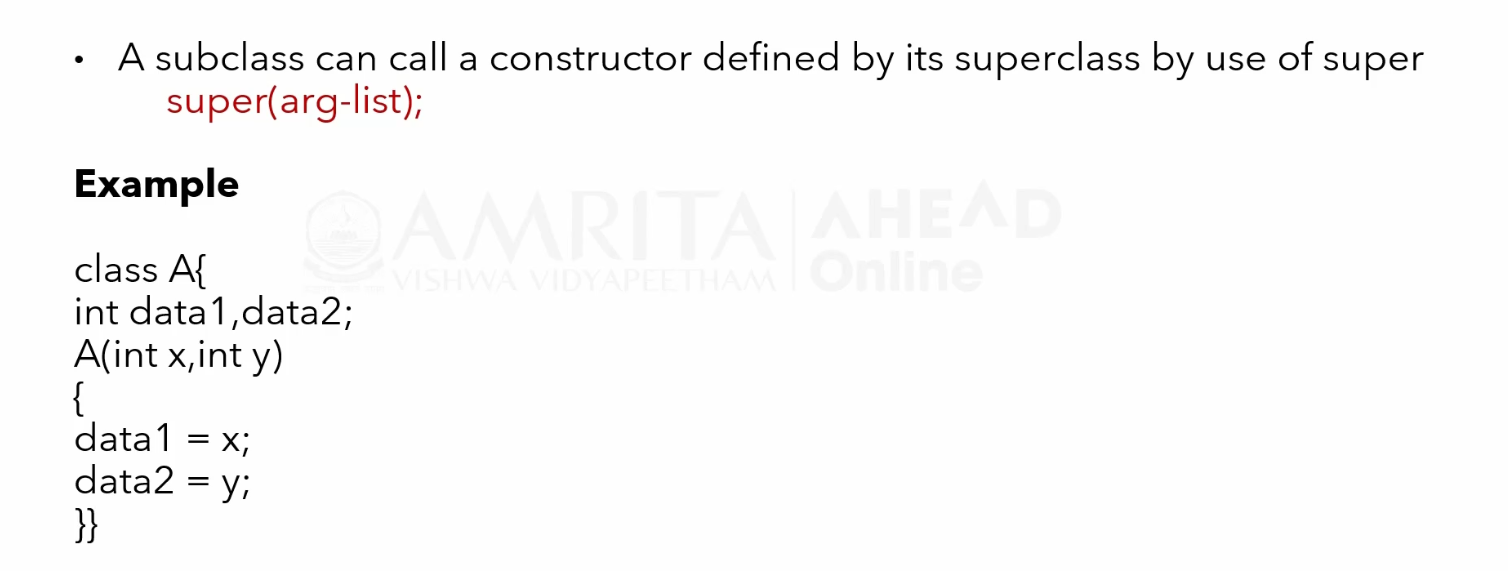 • A subclass can call a constructor defined by its superclass by use of super
super(arg-list);
Example
AMRITA VISHWA VIDYAPEETHAM
AHEAD Online
class A{
int data1,data2;
A(int x,int y)
{
data1 = x;
data2 = y;
}}